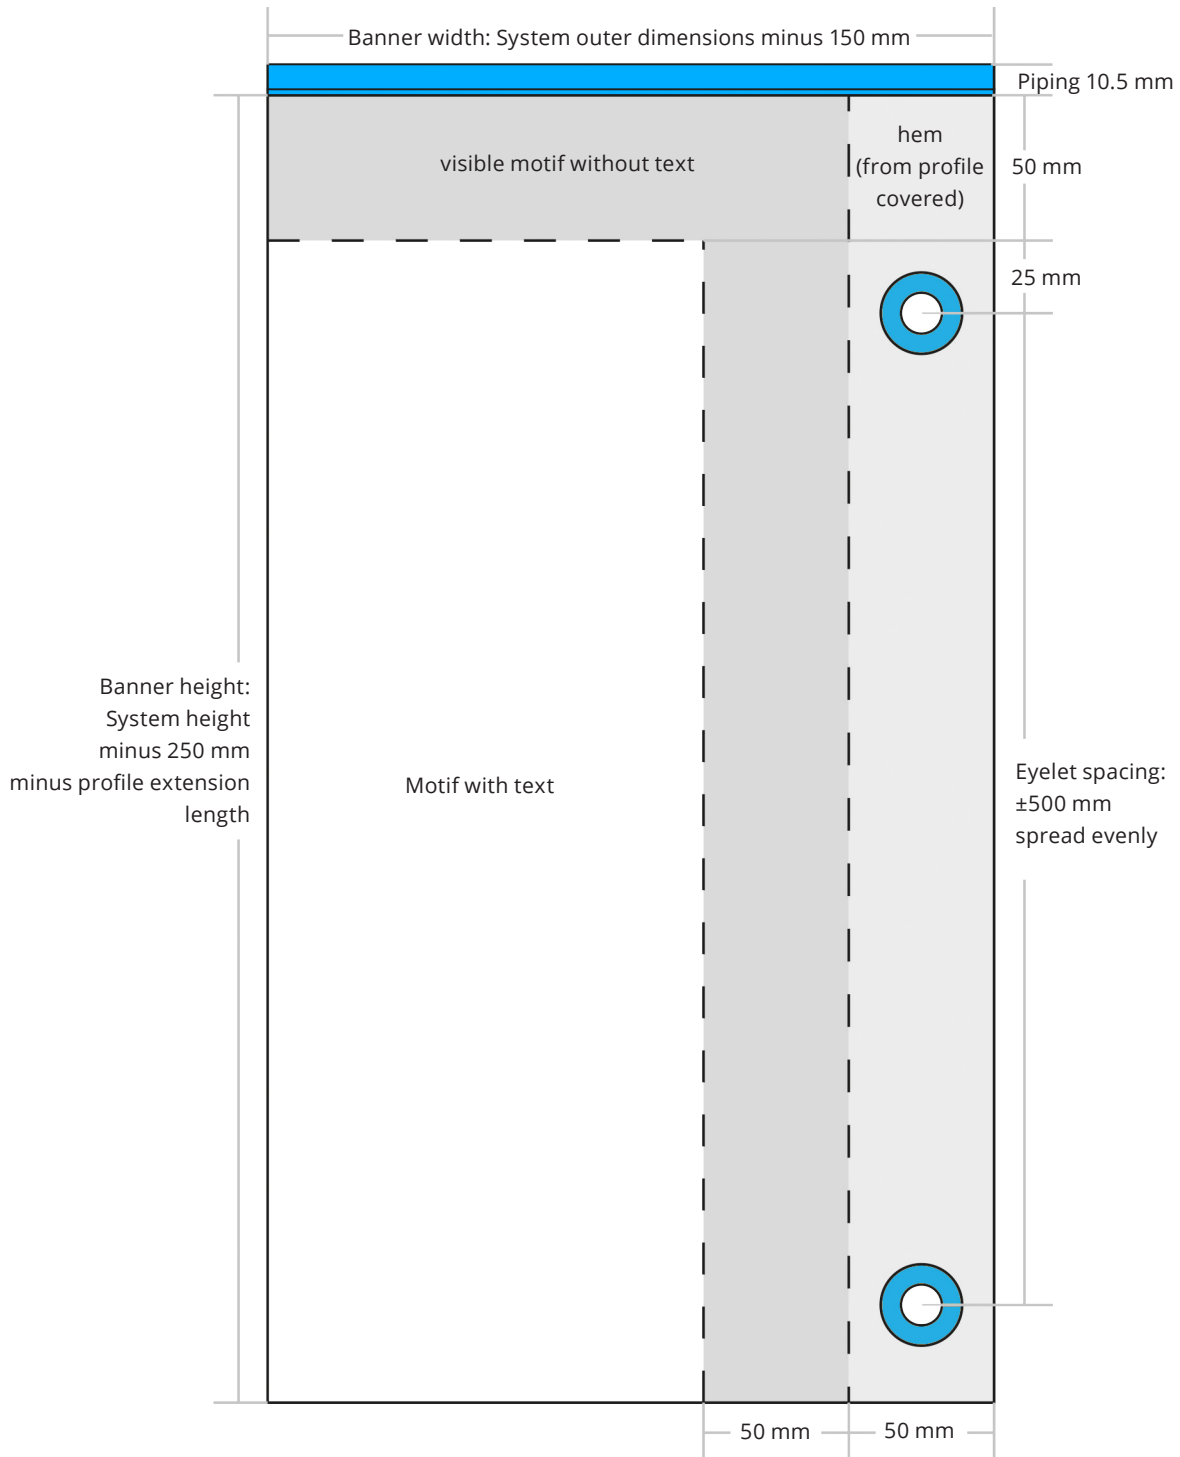 Banner width: System outer dimensions minus 150 mm
Piping 10.5 mm
visible motif without text
hem
(from profile
covered)
50 mm
25 mm
Banner height:
System height
minus 250 mm
minus profile extension
length
Motif with text
Eyelet spacing:
±500 mm
spread evenly
50 mm
50 mm